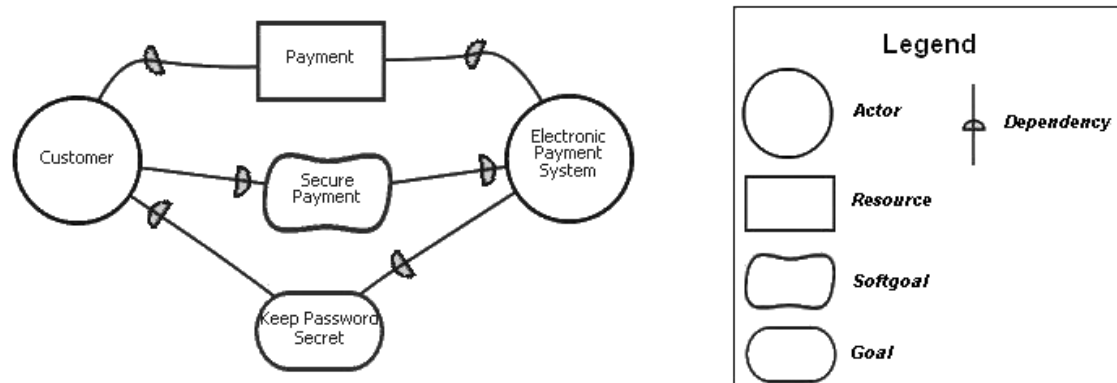 Payment
Customer
Secure
Payment
Electronic
Payment
System
Keep Password
Secret
Legend
Actor
Dependency
Resource
Softgoal
Goal